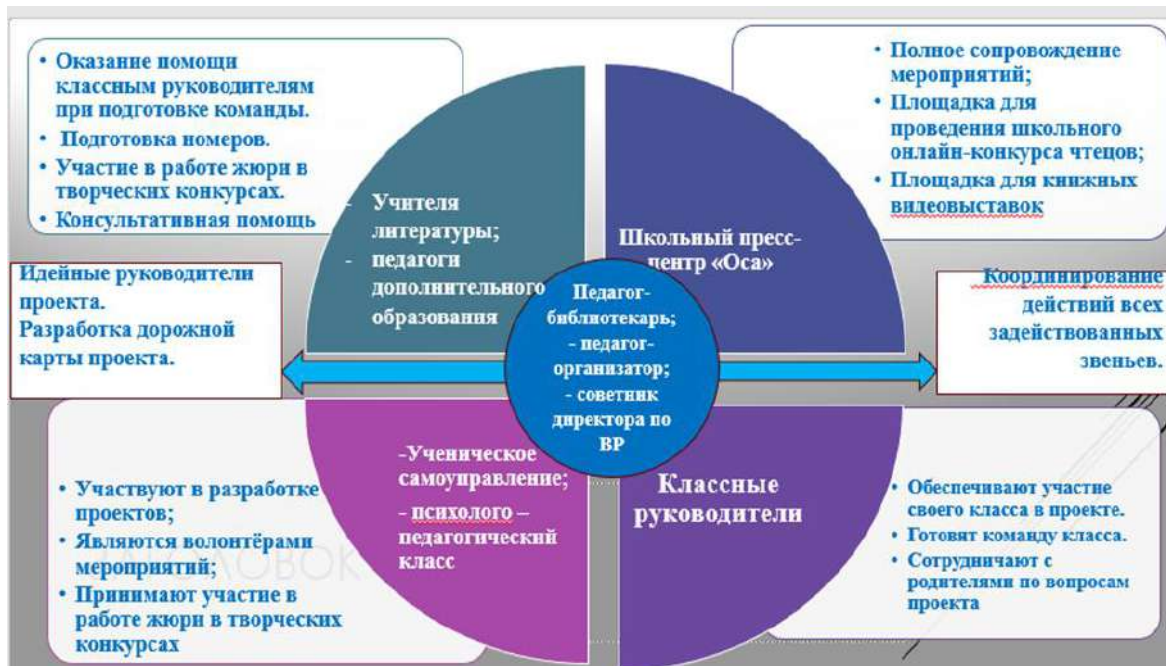 • Оказание помощи
классным руководителям
при подготовке команды.
• Подготовка номеров.
• Участие в работе жюри в
творческих конкурсах.
• Консультативная помощь
- Учителя
литературы;
- педагоги
дополнительного
образования
• Полное сопровождение
мероприятий;
• Площадка для
проведения школьного
онлайн-конкурса чтецов;
• Площадка для книжных
видеовыставок
Школьный пресс-
центр «Оса»
Идейные руководители
проекта.
Разработка дорожной
карты проекта.
Педагог-
библиотекарь;
- педагог-
организатор;
- советник
директора по
ВР
Координирование
действий всех
задействованных
звеньев.
• Участвуют в разработке
проектов;
• Являются волонтёрами
мероприятий;
• Принимают участие в
работе жюри в творческих
конкурсах
ЗАГОЛОВОК
-Ученическое
самоуправление;
- психолого –
педагогический
класс
Классные
руководители
• Обеспечивают участие
своего класса в проекте.
• Готовят команду класса.
• Сотрудничают с
родителями по вопросам
проекта